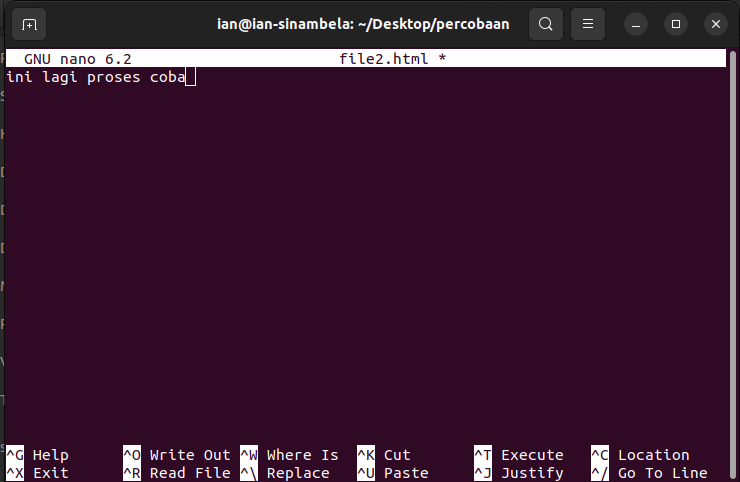 ian@ian-sinambela: ~/Desktop/percobaan
GNU nano 6.2 file2.html *
ini lagi proses coba
^G Help ^O Write Out ^W Where Is ^K Cut ^T Execute ^C Location
^X Exit ^R Read File ^\ Replace ^U Paste ^J Justify ^/ Go To Line